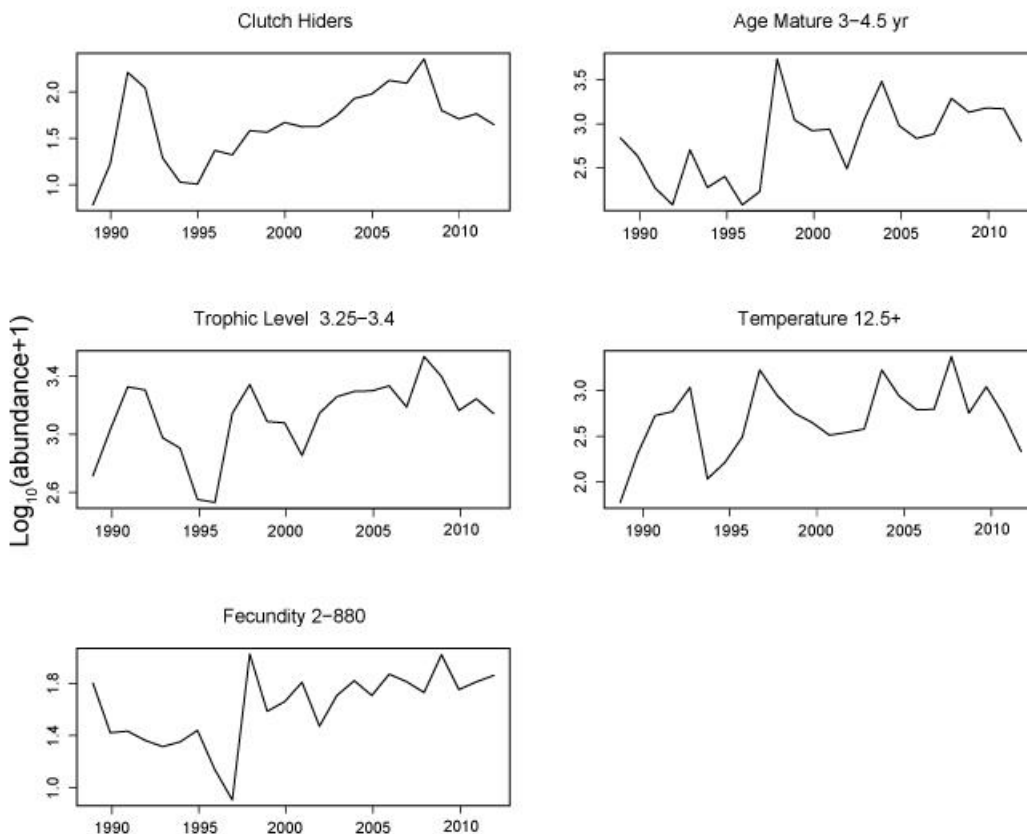 Clutch Hiders
Age Mature 3−4.5 yr
2.0
1.5
1.0
1990 1995 2000 2005 2010
3.5
3.0
2.5
1990 1995 2000 2005 2010
Trophic Level 3.25−3.4
Temperature 12.5+
Log10(abundance+1)
3.4
3.0
2.6
1990 1995 2000 2005 2010
3.0
2.5
2.0
1990 1995 2000 2005 2010
Fecundity 2−880
1.8
1.4
1.0
1990 1995 2000 2005 2010